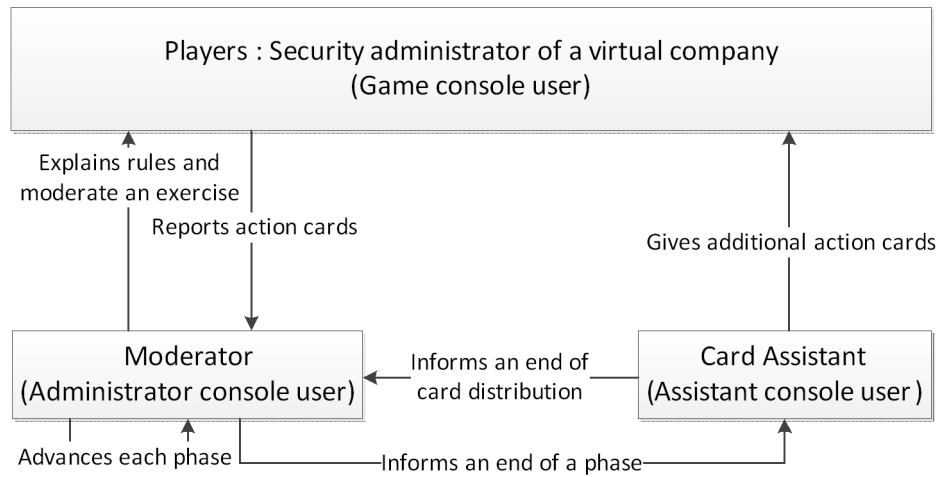 Players : Security administrator of a virtual company
(Game console user)
Explains rules and
moderate an exercise
Reports action cards
Gives additional action cards
Moderator
(Administrator console user)
Informs an end of
card distribution
Card Assistant
(Assistant console user)
Advances each phase
Informs an end of a phase